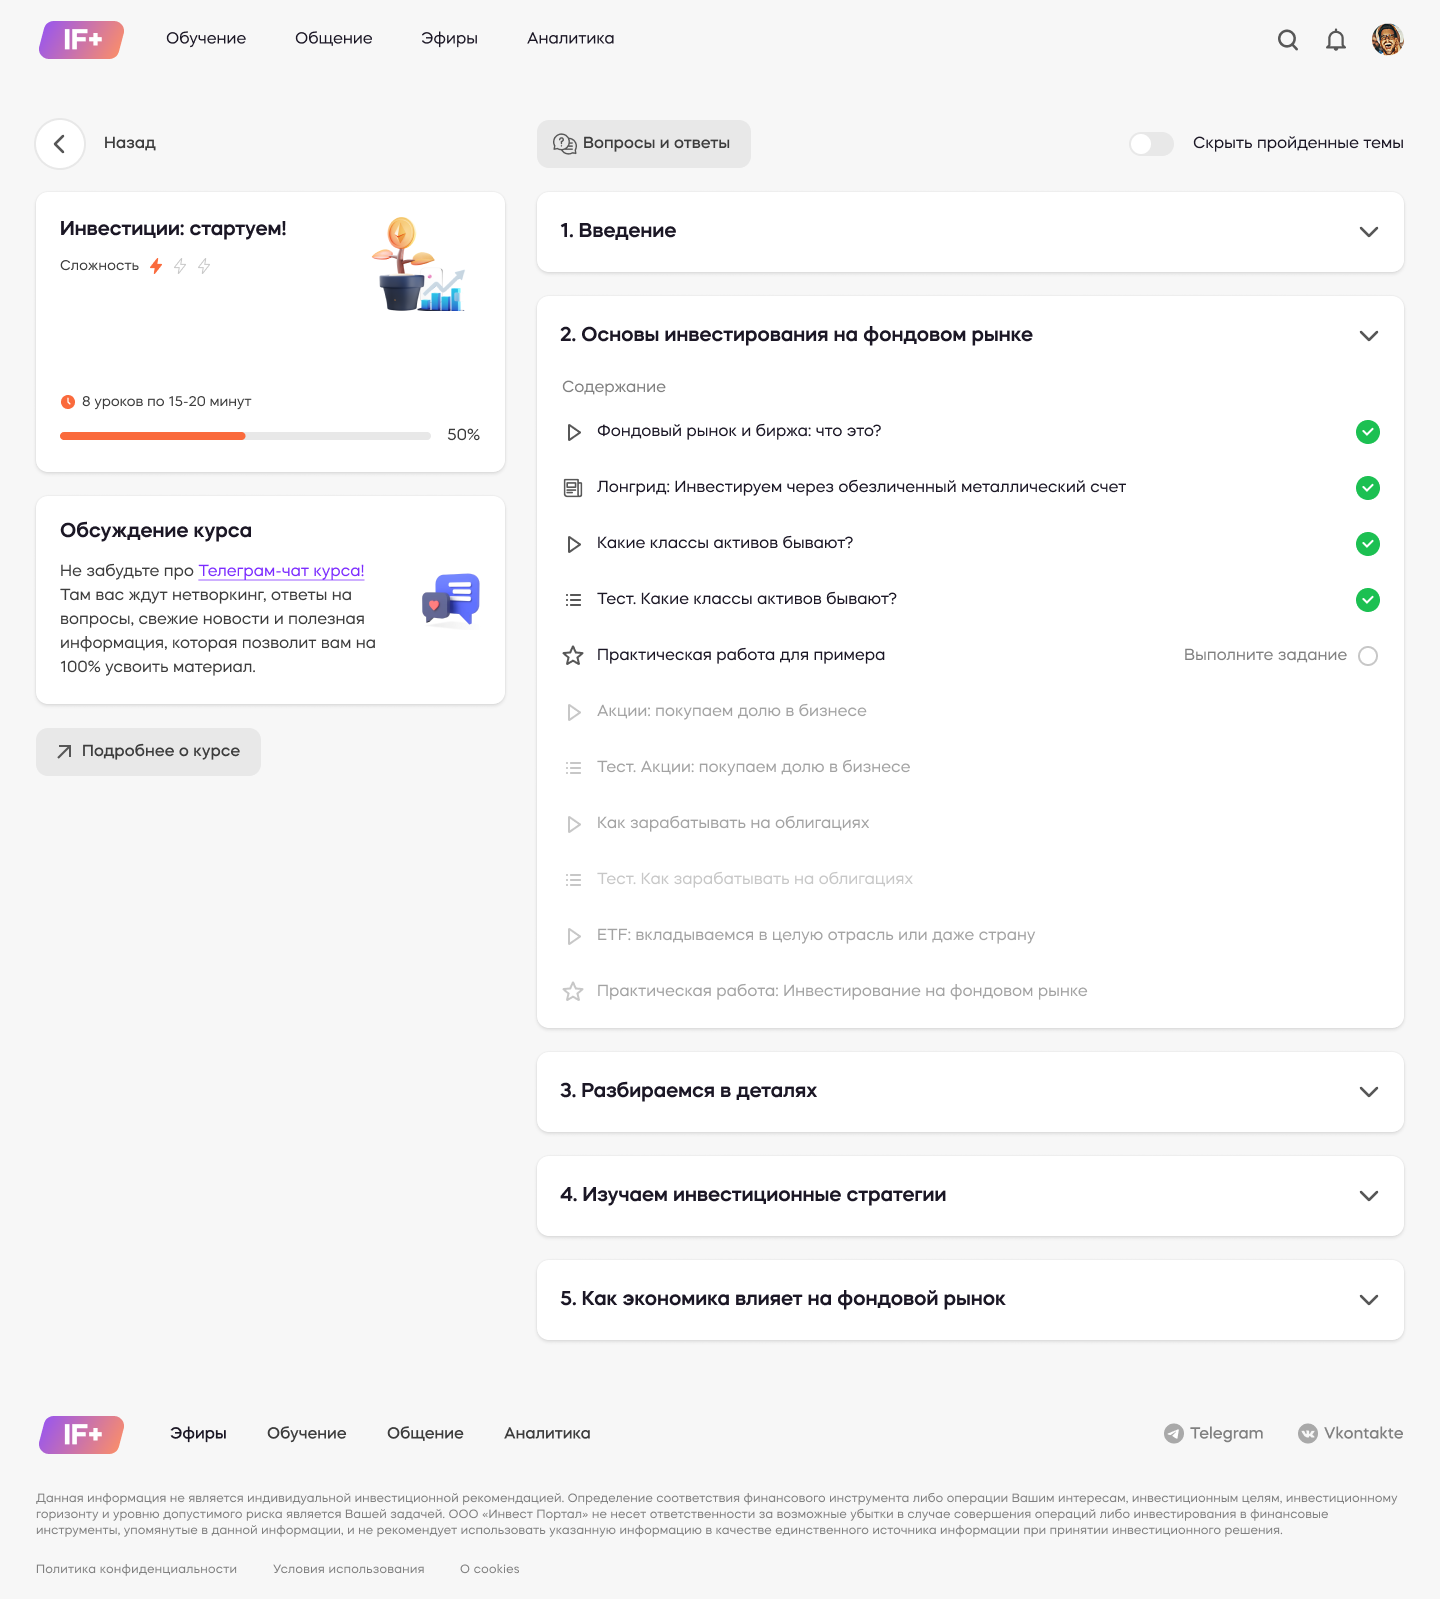 IF+
Обучение
Общение
Эфиры
Аналитика
Назад
Вопросы и ответы
Скрыть пройденные темы
Инвестиции: стартуем!
Сложность
8 уроков по 15-20 минут
50%
Обсуждение курса
Не забудьте про Телеграм-чат курса!
Там вас ждут нетворкинг, ответы на
вопросы, свежие новости и полезная
информация, которая позволит вам на
100% усвоить материал.
Подробнее о курсе
1. Введение
2. Основы инвестирования на фондовом рынке
Содержание
Фондовый рынок и биржа: что это?
Лонгрид: Инвестируем через обезличенный металлический счет
Какие классы активов бывают?
Тест. Какие классы активов бывают?
Практическая работа для примера
Выполните задание
Акции: покупаем долю в бизнесе
Тест. Акции: покупаем долю в бизнесе
Как зарабатывать на облигациях
Тест. Как зарабатывать на облигациях
ETF: вкладываемся в целую отрасль или даже страну
Практическая работа: Инвестирование на фондовом рынке
3. Разбираемся в деталях
4. Изучаем инвестиционные стратегии
5. Как экономика влияет на фондовой рынок
IF+
Эфиры
Обучение
Общение
Аналитика
Telegram
Vkontakte
Данная информация не является индивидуальной инвестиционной рекомендацией. Определение соответствия финансового инструмента либо операции Вашим интересам, инвестиционным целям, инвестиционному
горизонту и уровню допустимого риска является Вашей задачей. ООО «Инвест Портал» не несет ответственности за возможные убытки в случае совершения операций либо инвестирования в финансовые
инструменты, упомянутые в данной информации, и не рекомендует использовать указанную информацию в качестве единственного источника информации при принятии инвестиционного решения.
Политика конфиденциальности
Условия использования
О cookies